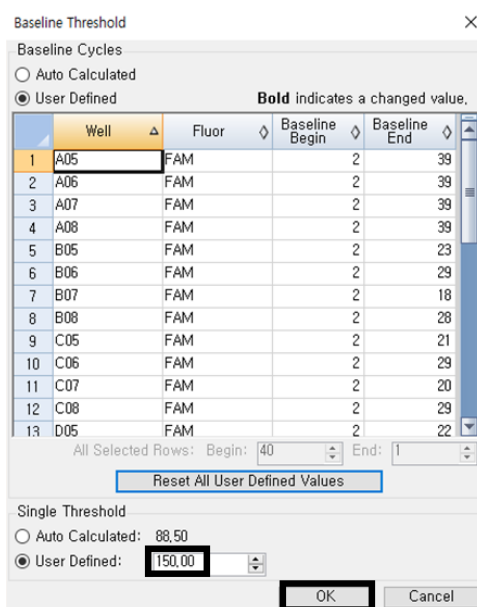 Baseline Threshold
Baseline Cycles
Auto Calculated
User Defined Bold indicates a changed value,
Well Fluor Baseline Begin Baseline End
1 A05 FAM 2 39
2 A06 FAM 2 39
3 A07 FAM 2 39
4 A08 FAM 2 39
5 B05 FAM 2 23
6 B06 FAM 2 29
7 B07 FAM 2 18
8 B08 FAM 2 28
9 C05 FAM 2 21
10 C06 FAM 2 29
11 C07 FAM 2 20
12 C08 FAM 2 29
13 D05 FAM 2 22
All Selected Rows: Begin: 40 End: 1
Reset All User Defined Values
Single Threshold
Auto Calculated: 88,50
User Defined: 150,00
OK Cancel